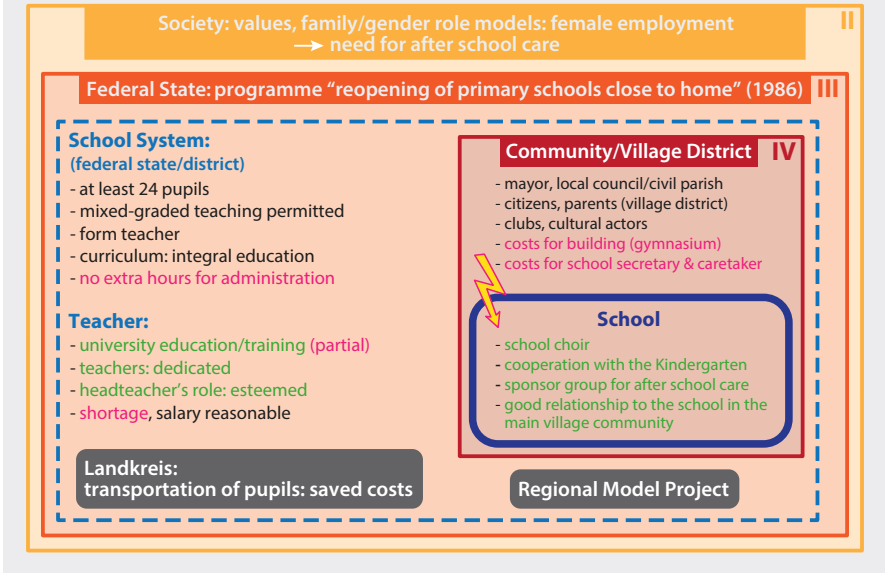 Society: values, family/gender role models: female employment
→ need for after school care
II
Federal State: programme “reopening of primary schools close to home” (1986)
III
School System:
(federal state/district)
- at least 24 pupils
- mixed-graded teaching permitted
- form teacher
- curriculum: integral education
- no extra hours for administration
Teacher:
- university education/training (partial)
- teachers: dedicated
- headteacher’s role: esteemed
- shortage, salary reasonable
Landkreis:
transportation of pupils: saved costs
Community/Village District
IV
- mayor, local council/civil parish
- citizens, parents (village district)
- clubs, cultural actors
- costs for building (gymnasium)
- costs for school secretary & caretaker
School
- school choir
- cooperation with the Kindergarten
- sponsor group for after school care
- good relationship to the school in the
main village community
Regional Model Project